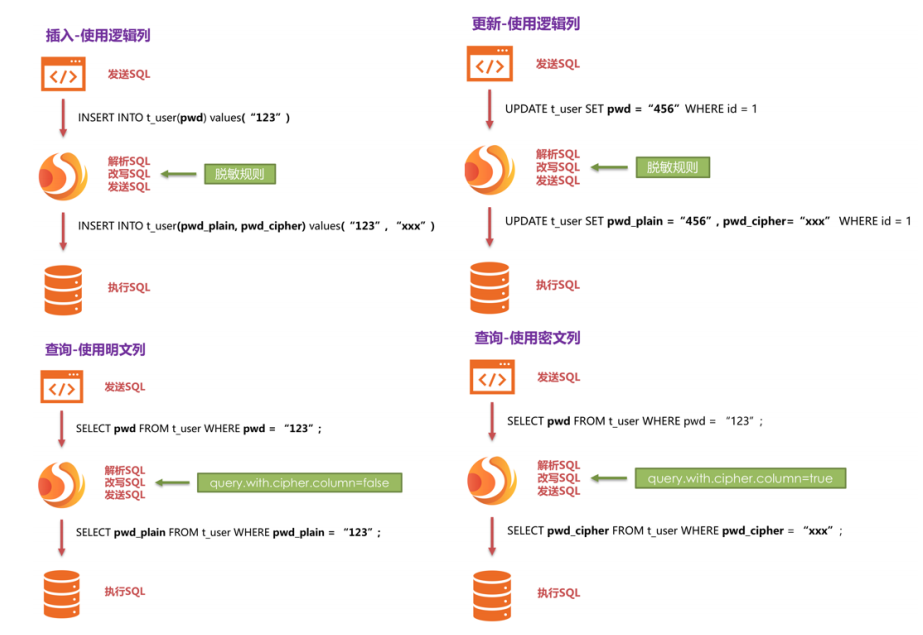 插入-使用逻辑列
</>
发送SQL
INSERT INTO t_user(pwd) values(“123”)
解析SQL
改写SQL
发送SQL
脱敏规则
INSERT INTO t_user(pwd_plain, pwd_cipher) values(“123”, “xxx”)
执行SQL
更新-使用逻辑列
</>
发送SQL
UPDATE t_user SET pwd = “456” WHERE id = 1
解析SQL
改写SQL
发送SQL
脱敏规则
UPDATE t_user SET pwd_plain = “456”, pwd_cipher= “xxx” WHERE id = 1
执行SQL
查询-使用明文列
</>
发送SQL
SELECT pwd FROM t_user WHERE pwd = “123”;
解析SQL
改写SQL
发送SQL
query.with.cipher.column=false
SELECT pwd_plain FROM t_user WHERE pwd_plain = “123”;
执行SQL
查询-使用密文列
</>
发送SQL
SELECT pwd FROM t_user WHERE pwd = “123”;
解析SQL
改写SQL
发送SQL
query.with.cipher.column=true
SELECT pwd_cipher FROM t_user WHERE pwd_cipher = “xxx”;
执行SQL